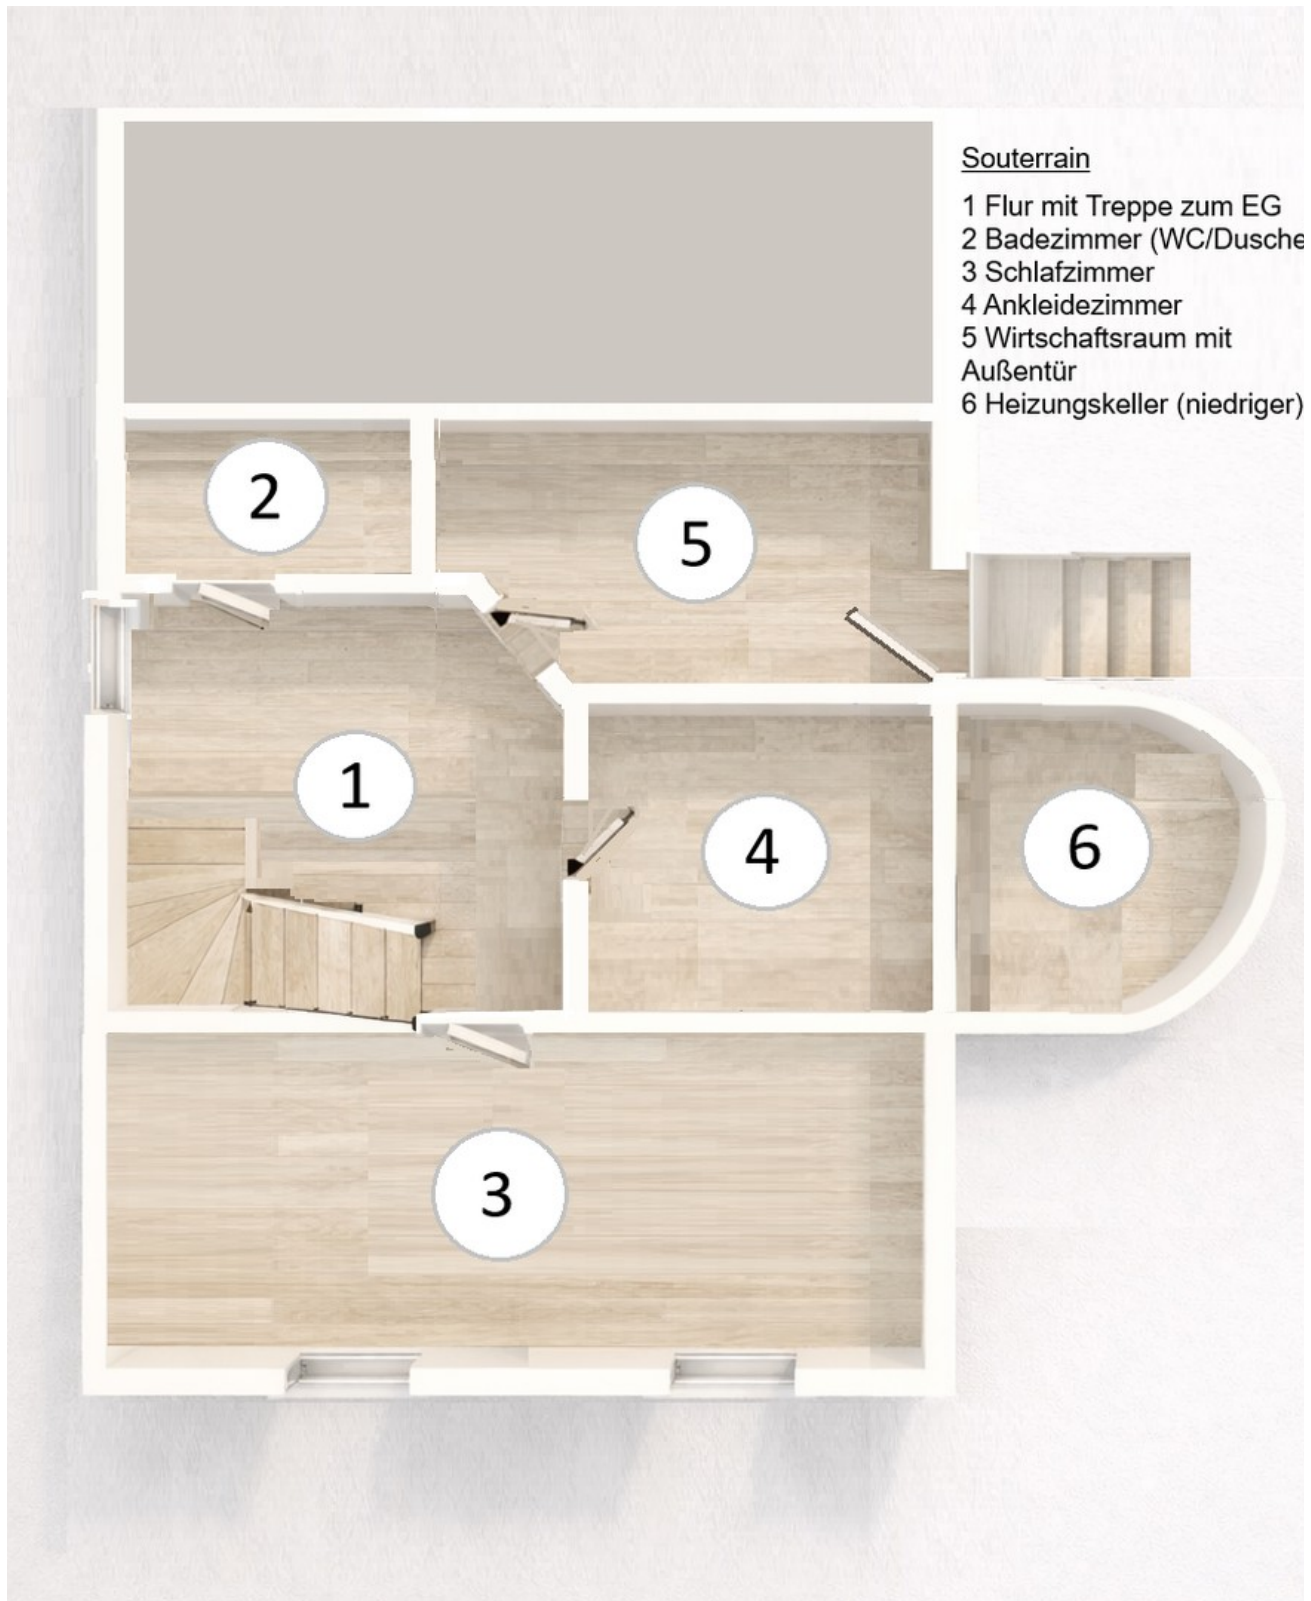 Souterrain
1 Flur mit Treppe zum EG
2 Badezimmer (WC/Dusche
3 Schlafzimmer
4 Ankleidezimmer
5 Wirtschaftsraum mit
Außentür
6 Heizungskeller (niedriger)
2
5
1
4
6
3